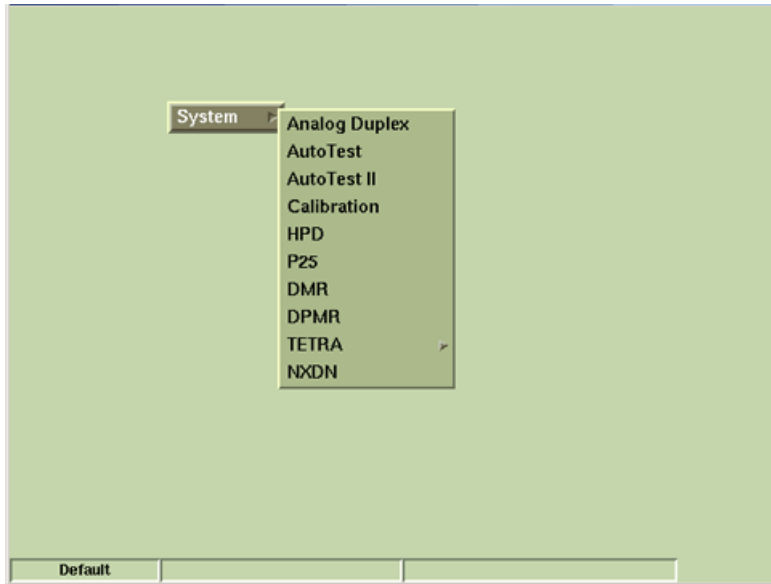 System
Analog Duplex
AutoTest
AutoTest II
Calibration
HPD
P25
DMR
DPMR
TETRA
NXDN
Default